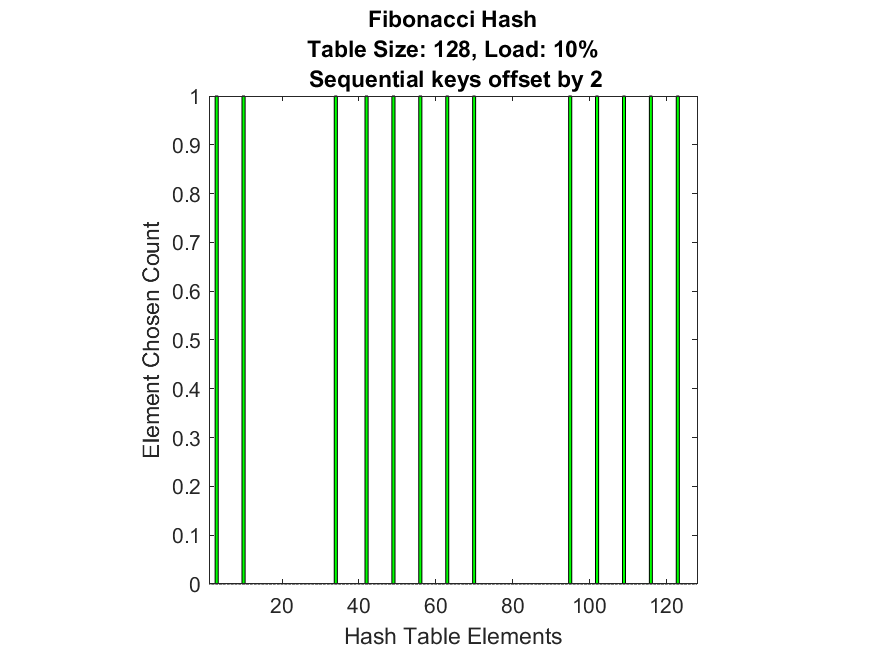 Fibonacci Hash
Table Size: 128, Load: 10%
Sequential keys offset by 2
1
0.9
0.8
0.7
0.6
0.5
0.4
0.3
0.2
0.1
0
Element Chosen Count
20 40 60 80 100 120
Hash Table Elements